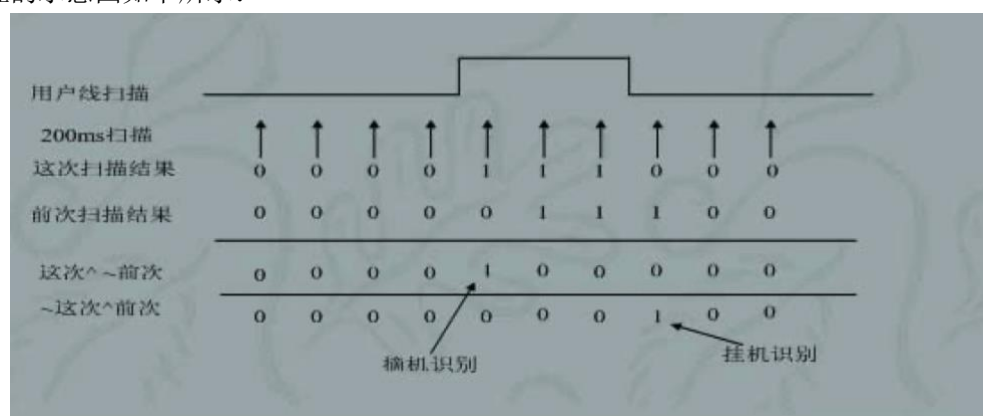 用户线扫描
200ms扫描
这次扫描结果 0 0 0 0 1 1 1 0 0 0
前次扫描结果 0 0 0 0 0 1 1 1 0 0
这次^~前次 0 0 0 0 1 0 0 0 0 0
~这次^前次 0 0 0 0 0 0 0 1 0 0
摘机识别
挂机识别